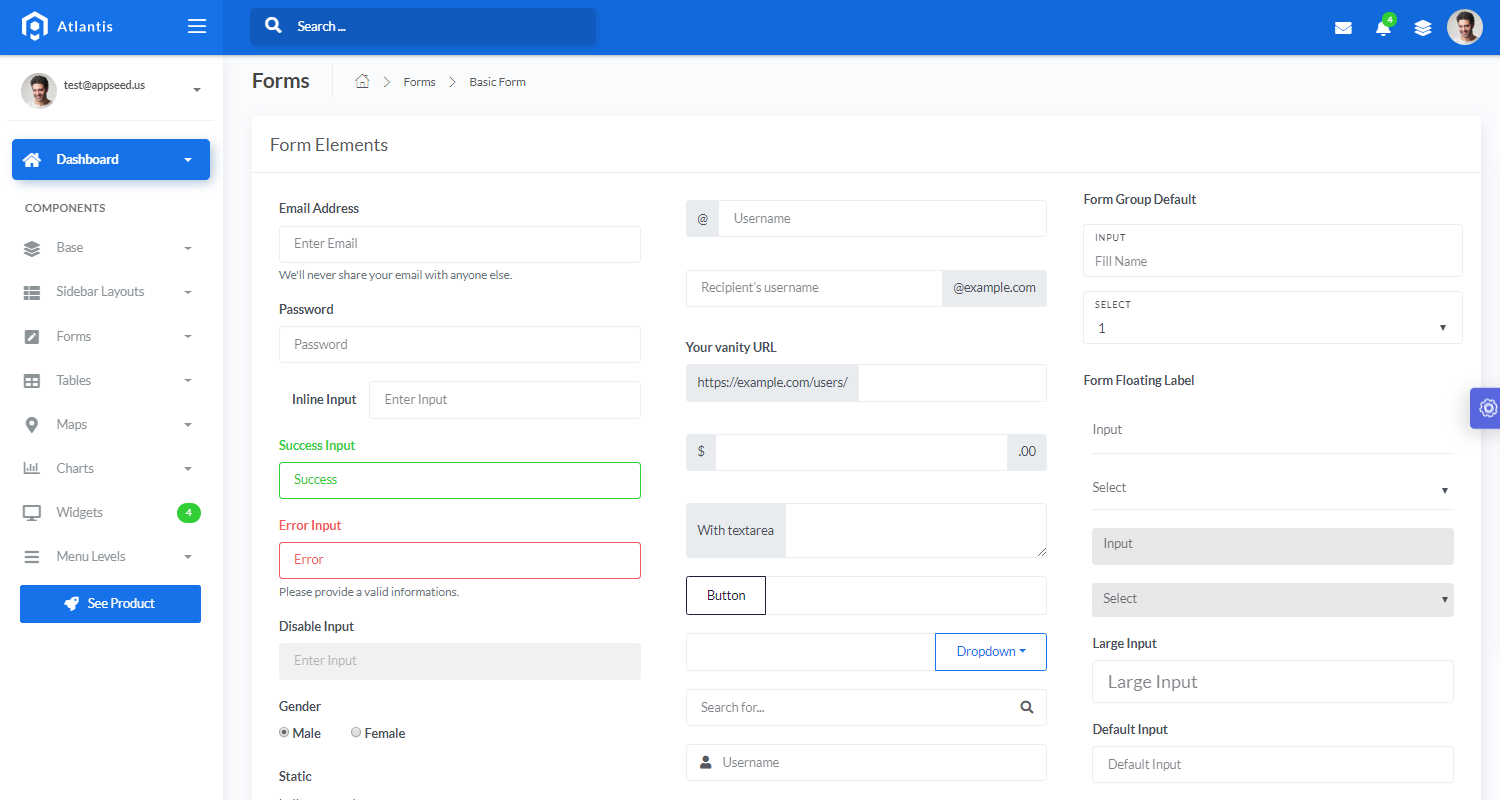 Atlantis
Search ...
4
test@appseed.us
Dashboard
COMPONENTS
Base
Sidebar Layouts
Forms
Tables
Maps
Charts
Widgets 4
Menu Levels
See Product
Forms
Forms
Basic Form
Form Elements
Email Address
Enter Email
We'll never share your email with anyone else.
Password
Password
Inline Input
Enter Input
Success Input
Success
Error Input
Error
Please provide a valid informations.
Disable Input
Enter Input
Gender
Male Female
Static
@ Username
Recipient's username @example.com
Your vanity URL
https://example.com/users/
$ .00
With textarea
Button
Dropdown
Search for...
Username
Form Group Default
INPUT
Fill Name
SELECT
1
Form Floating Label
Input
Select
Input
Select
Large Input
Large Input
Default Input
Default Input